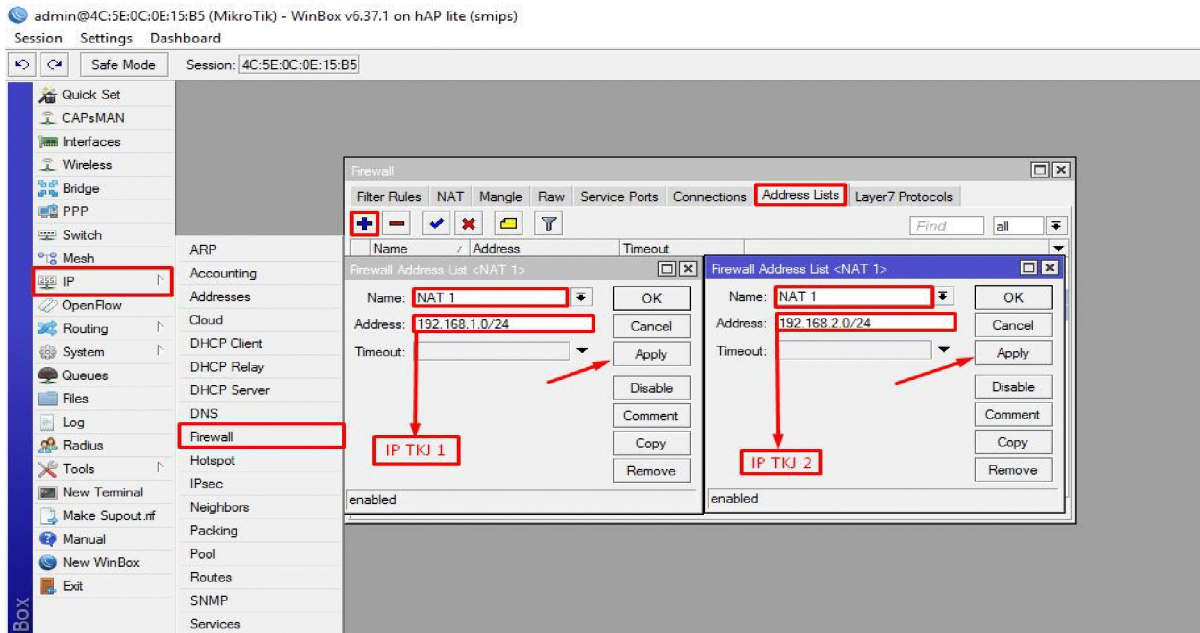 admin@4C:5E:0C:0E:15:B5 (MikroTik) - WinBox v6.37.1 on hAP lite (smips)
Session Settings Dashboard
Safe Mode Session: 4C:5E:0C:0E:15:B5
Quick Set
CAPsMAN
Interfaces
Wireless
Bridge
PPP
Switch
Mesh
IP
OpenFlow
Routing
System
Queues
Files
Log
Radius
Tools
New Terminal
Make Supout.rif
Manual
New WinBox
Exit
Box
ARP
Accounting
Addresses
Cloud
DHCP Client
DHCP Relay
DHCP Server
DNS
Firewall
Hotspot
IPsec
Neighbors
Packing
Pool
Routes
SNMP
Services
Firewall
Filter Rules NAT Mangle Raw Service Ports Connections Address Lists Layer7 Protocols
Find all
Name Address Timeout
Firewall Address List <NAT 1>
Name: NAT 1 OK
Address: 192.168.1.0/24 Cancel
Timeout: Apply
Disable
Comment
IP TKJ 1 Copy
Remove
enabled
Firewall Address List <NAT 1>
Name: NAT 1 OK
Address: 192.168.2.0/24 Cancel
Timeout: Apply
Disable
Comment
Copy
IP TKJ 2 Remove
enabled